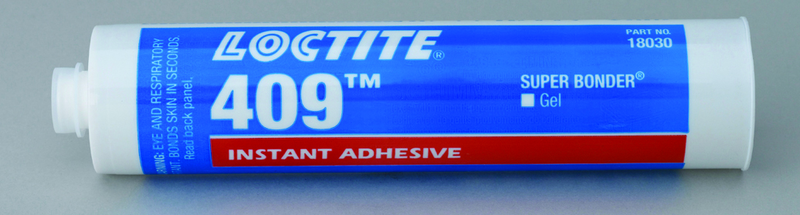 LOCTITE®
409™
INSTANT ADHESIVE
PART NO.
18030
SUPER BONDER®
Gel
EYE AND RESPIRATORY
BONDS SKIN IN SECONDS.
Read back panel.